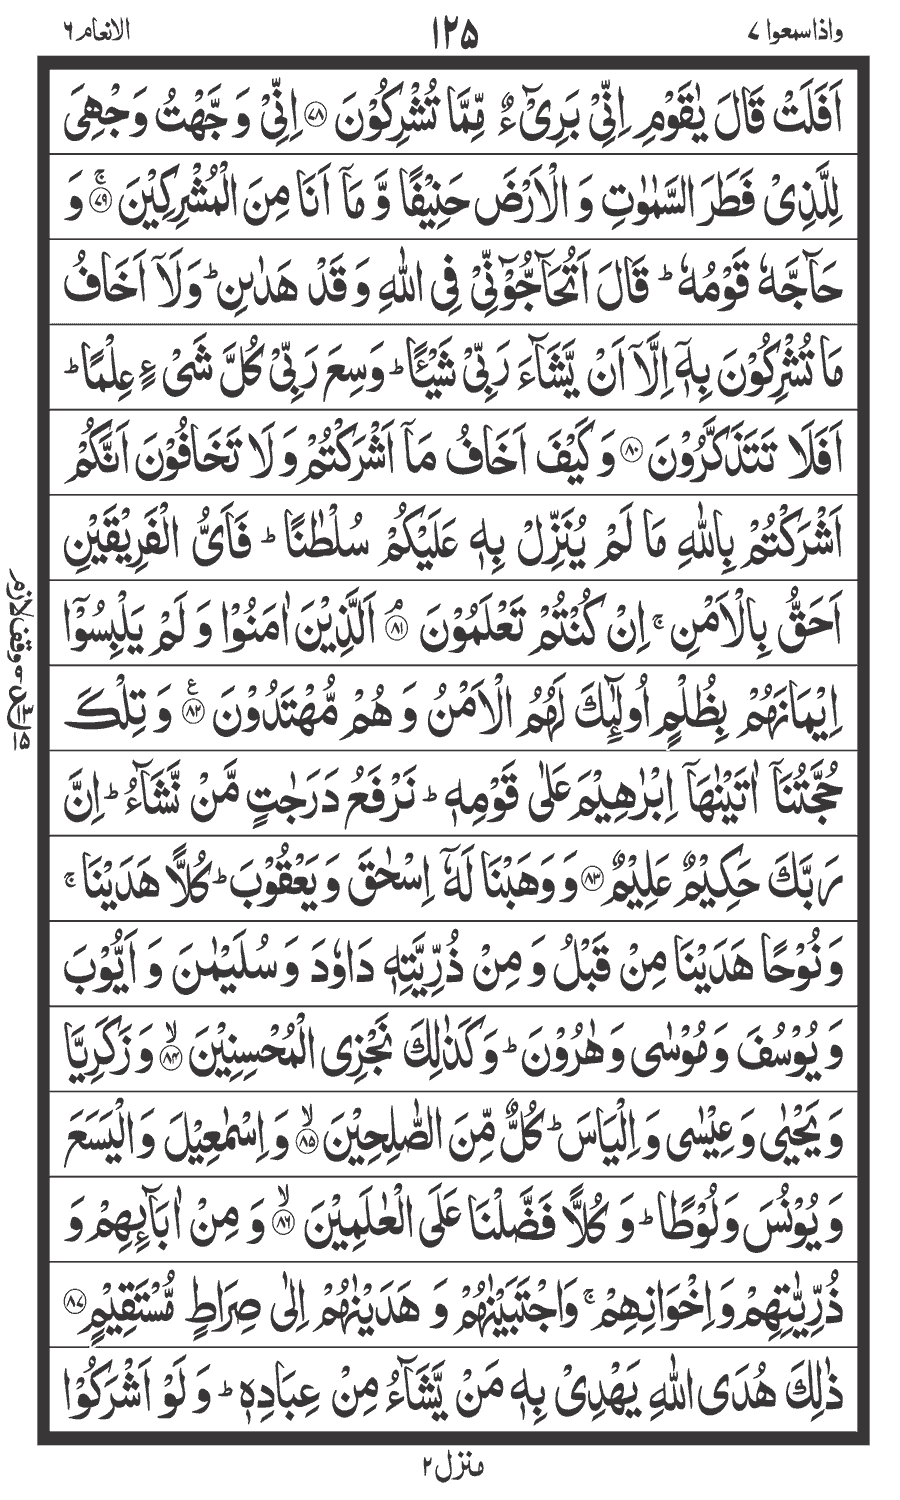 واذا سمعوا ٧ ١٢٥ الانعام ٦
اَفَلَتْ قَالَ يٰقَوْمِ اِنِّىْ بَرِىْٓءٌ مِّمَّا تُشْرِكُوْنَ ﴿٧٨﴾ اِنِّىْ وَجَّهْتُ وَجْهِىَ
لِلَّذِىْ فَطَرَ السَّمٰوٰتِ وَ الْاَرْضَ حَنِيْفًا وَّ مَاۤ اَنَا مِنَ الْمُشْرِكِيْنَ ۚ﴿٧٩﴾ وَ
حَآجَّهٗ قَوْمُهٗ ؕ قَالَ اَتُحَآجُّوْٓنِّىْ فِى اللّٰهِ وَ قَدْ هَدٰىنِ ؕ وَلَاۤ اَخَافُ
مَا تُشْرِكُوْنَ بِهٖۤ اِلَّاۤ اَنْ يَّشَآءَ رَبِّىْ شَيْـًٔا ؕ وَسِعَ رَبِّىْ كُلَّ شَىْءٍ عِلْمًا ؕ
اَفَلَا تَتَذَكَّرُوْنَ ﴿٨٠﴾ وَ كَيْفَ اَخَافُ مَاۤ اَشْرَكْتُمْ وَ لَا تَخَافُوْنَ اَنَّكُمْ
اَشْرَكْتُمْ بِاللّٰهِ مَا لَمْ يُنَزِّلْ بِهٖ عَلَيْكُمْ سُلْطٰنًا ؕ فَاَىُّ الْفَرِيْقَيْنِ
اَحَقُّ بِالْاَمْنِ ۚ اِنْ كُنْتُمْ تَعْلَمُوْنَ ۘ﴿٨١﴾ اَلَّذِيْنَ اٰمَنُوْا وَ لَمْ يَلْبِسُوْۤا
اِيْمَانَهُمْ بِظُلْمٍ اُولٰٓئِكَ لَهُمُ الْاَمْنُ وَ هُمْ مُّهْتَدُوْنَ ﴿٨٢﴾ع وَ تِلْكَ
حُجَّتُنَاۤ اٰتَيْنٰهَاۤ اِبْرٰهِيْمَ عَلٰى قَوْمِهٖ ؕ نَرْفَعُ دَرَجٰتٍ مَّنْ نَّشَآءُ ؕ اِنَّ
رَبَّكَ حَكِيْمٌ عَلِيْمٌ ﴿٨٣﴾ وَ وَهَبْنَا لَهٗۤ اِسْحٰقَ وَ يَعْقُوْبَ ؕ كُلًّا هَدَيْنَا ۚ
وَ نُوْحًا هَدَيْنَا مِنْ قَبْلُ وَ مِنْ ذُرِّيَّتِهٖ دَاوٗدَ وَ سُلَيْمٰنَ وَ اَيُّوْبَ
وَ يُوْسُفَ وَ مُوْسٰى وَ هٰرُوْنَ ؕ وَ كَذٰلِكَ نَجْزِى الْمُحْسِنِيْنَ ۙ﴿٨٤﴾ وَ زَكَرِيَّا
وَ يَحْيٰى وَ عِيْسٰى وَ اِلْيَاسَ ؕ كُلٌّ مِّنَ الصّٰلِحِيْنَ ۙ﴿٨٥﴾ وَ اِسْمٰعِيْلَ وَ الْيَسَعَ
وَ يُوْنُسَ وَ لُوْطًا ؕ وَ كُلًّا فَضَّلْنَا عَلَى الْعٰلَمِيْنَ ۙ﴿٨٦﴾ وَ مِنْ اٰبَآئِهِمْ وَ
ذُرِّيّٰتِهِمْ وَ اِخْوَانِهِمْ ۚ وَاجْتَبَيْنٰهُمْ وَ هَدَيْنٰهُمْ اِلٰى صِرَاطٍ مُّسْتَقِيْمٍ ﴿٨٧﴾
ذٰلِكَ هُدَى اللّٰهِ يَهْدِىْ بِهٖ مَنْ يَّشَآءُ مِنْ عِبَادِهٖ ؕ وَ لَوْ اَشْرَكُوْا
وقف لازم
منزل ٢